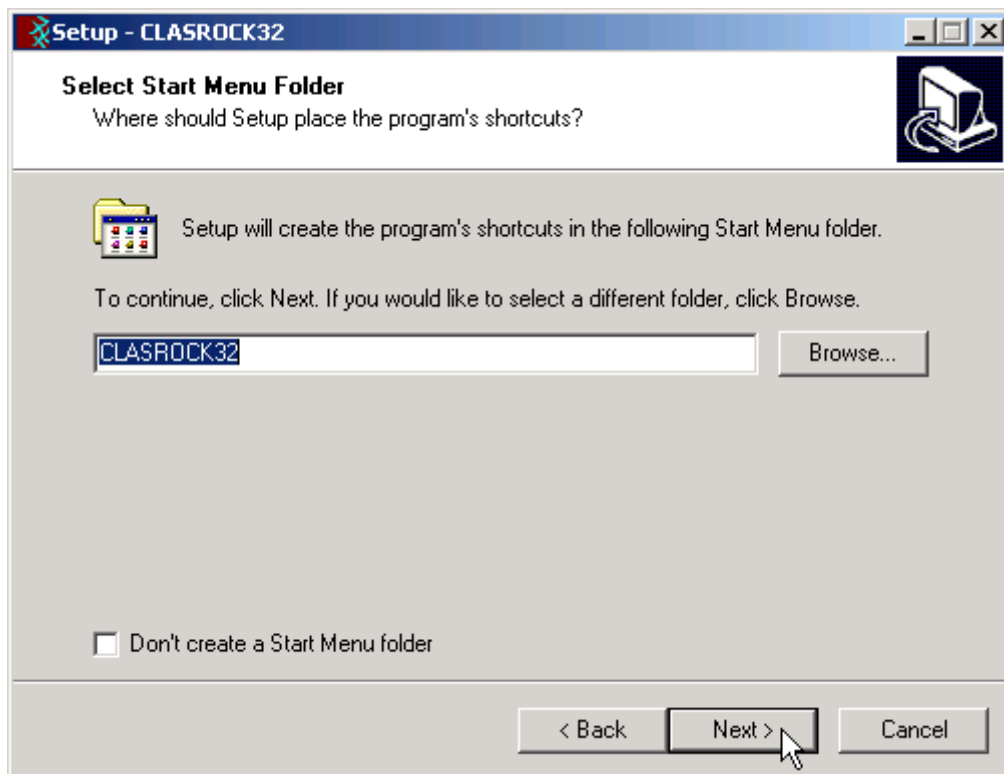 Setup - CLASROCK32
Select Start Menu Folder
Where should Setup place the program's shortcuts?
Setup will create the program's shortcuts in the following Start Menu folder.
To continue, click Next. If you would like to select a different folder, click Browse.
CLASROCK32
Browse...
Don't create a Start Menu folder
< Back
Next >
Cancel